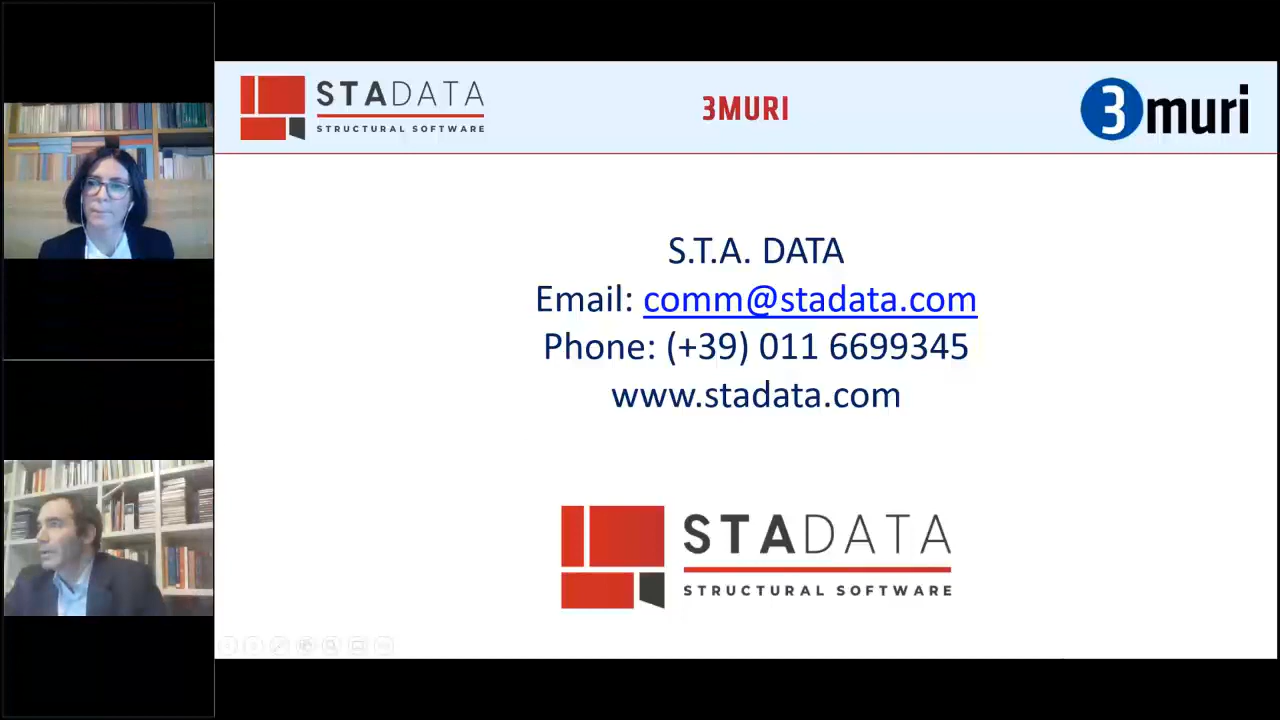 STADATA
STRUCTURAL SOFTWARE
3MURI
3muri
S.T.A. DATA
Email: comm@stadata.com
Phone: (+39) 011 6699345
www.stadata.com
STADATA
STRUCTURAL SOFTWARE